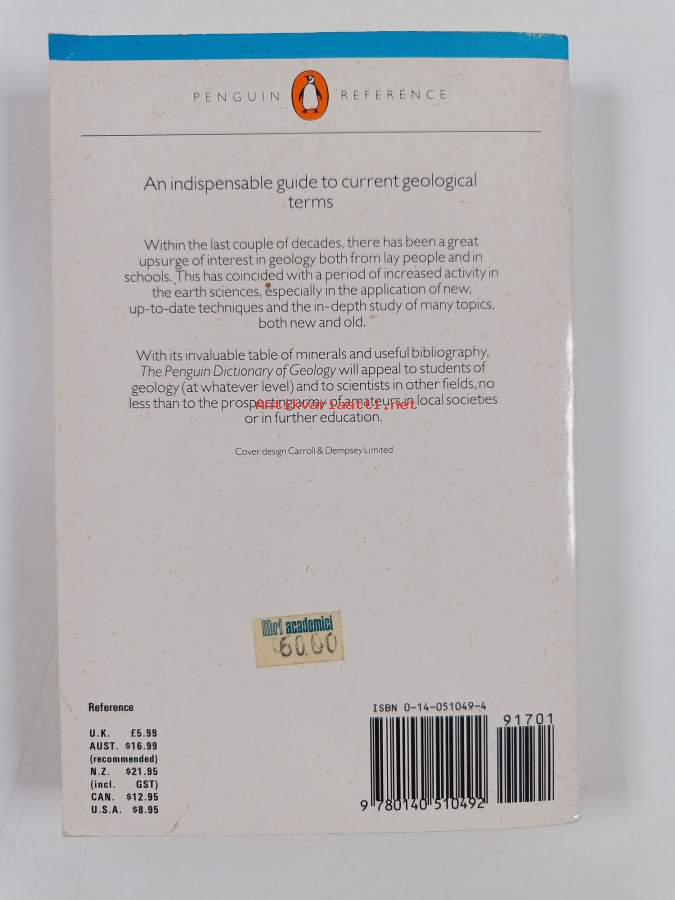 PENGUIN REFERENCE
An indispensable guide to current geological
terms
Within the last couple of decades, there has been a great
upsurge of interest in geology both from lay people and in
schools. This has coincided with a period of increased activity in
the earth sciences, especially in the application of new,
up-to-date techniques and the in-depth study of many topics,
both new and old.
With its invaluable table of minerals and useful bibliography,
The Penguin Dictionary of Geology will appeal to students of
geology (at whatever level) and to scientists in other fields, no
less than to the prospecting army of amateurs in local societies
or in further education.
Antikvariaatti.net
Cover design Carroll & Dempsey Limited
libri academici
60.00
Reference
U.K. £5.99
AUST. $16.99
(recommended)
N.Z. $21.95
(incl. GST)
CAN. $12.95
U.S.A. $8.95
ISBN 0-14-051049-4
91701
9 780140 510492